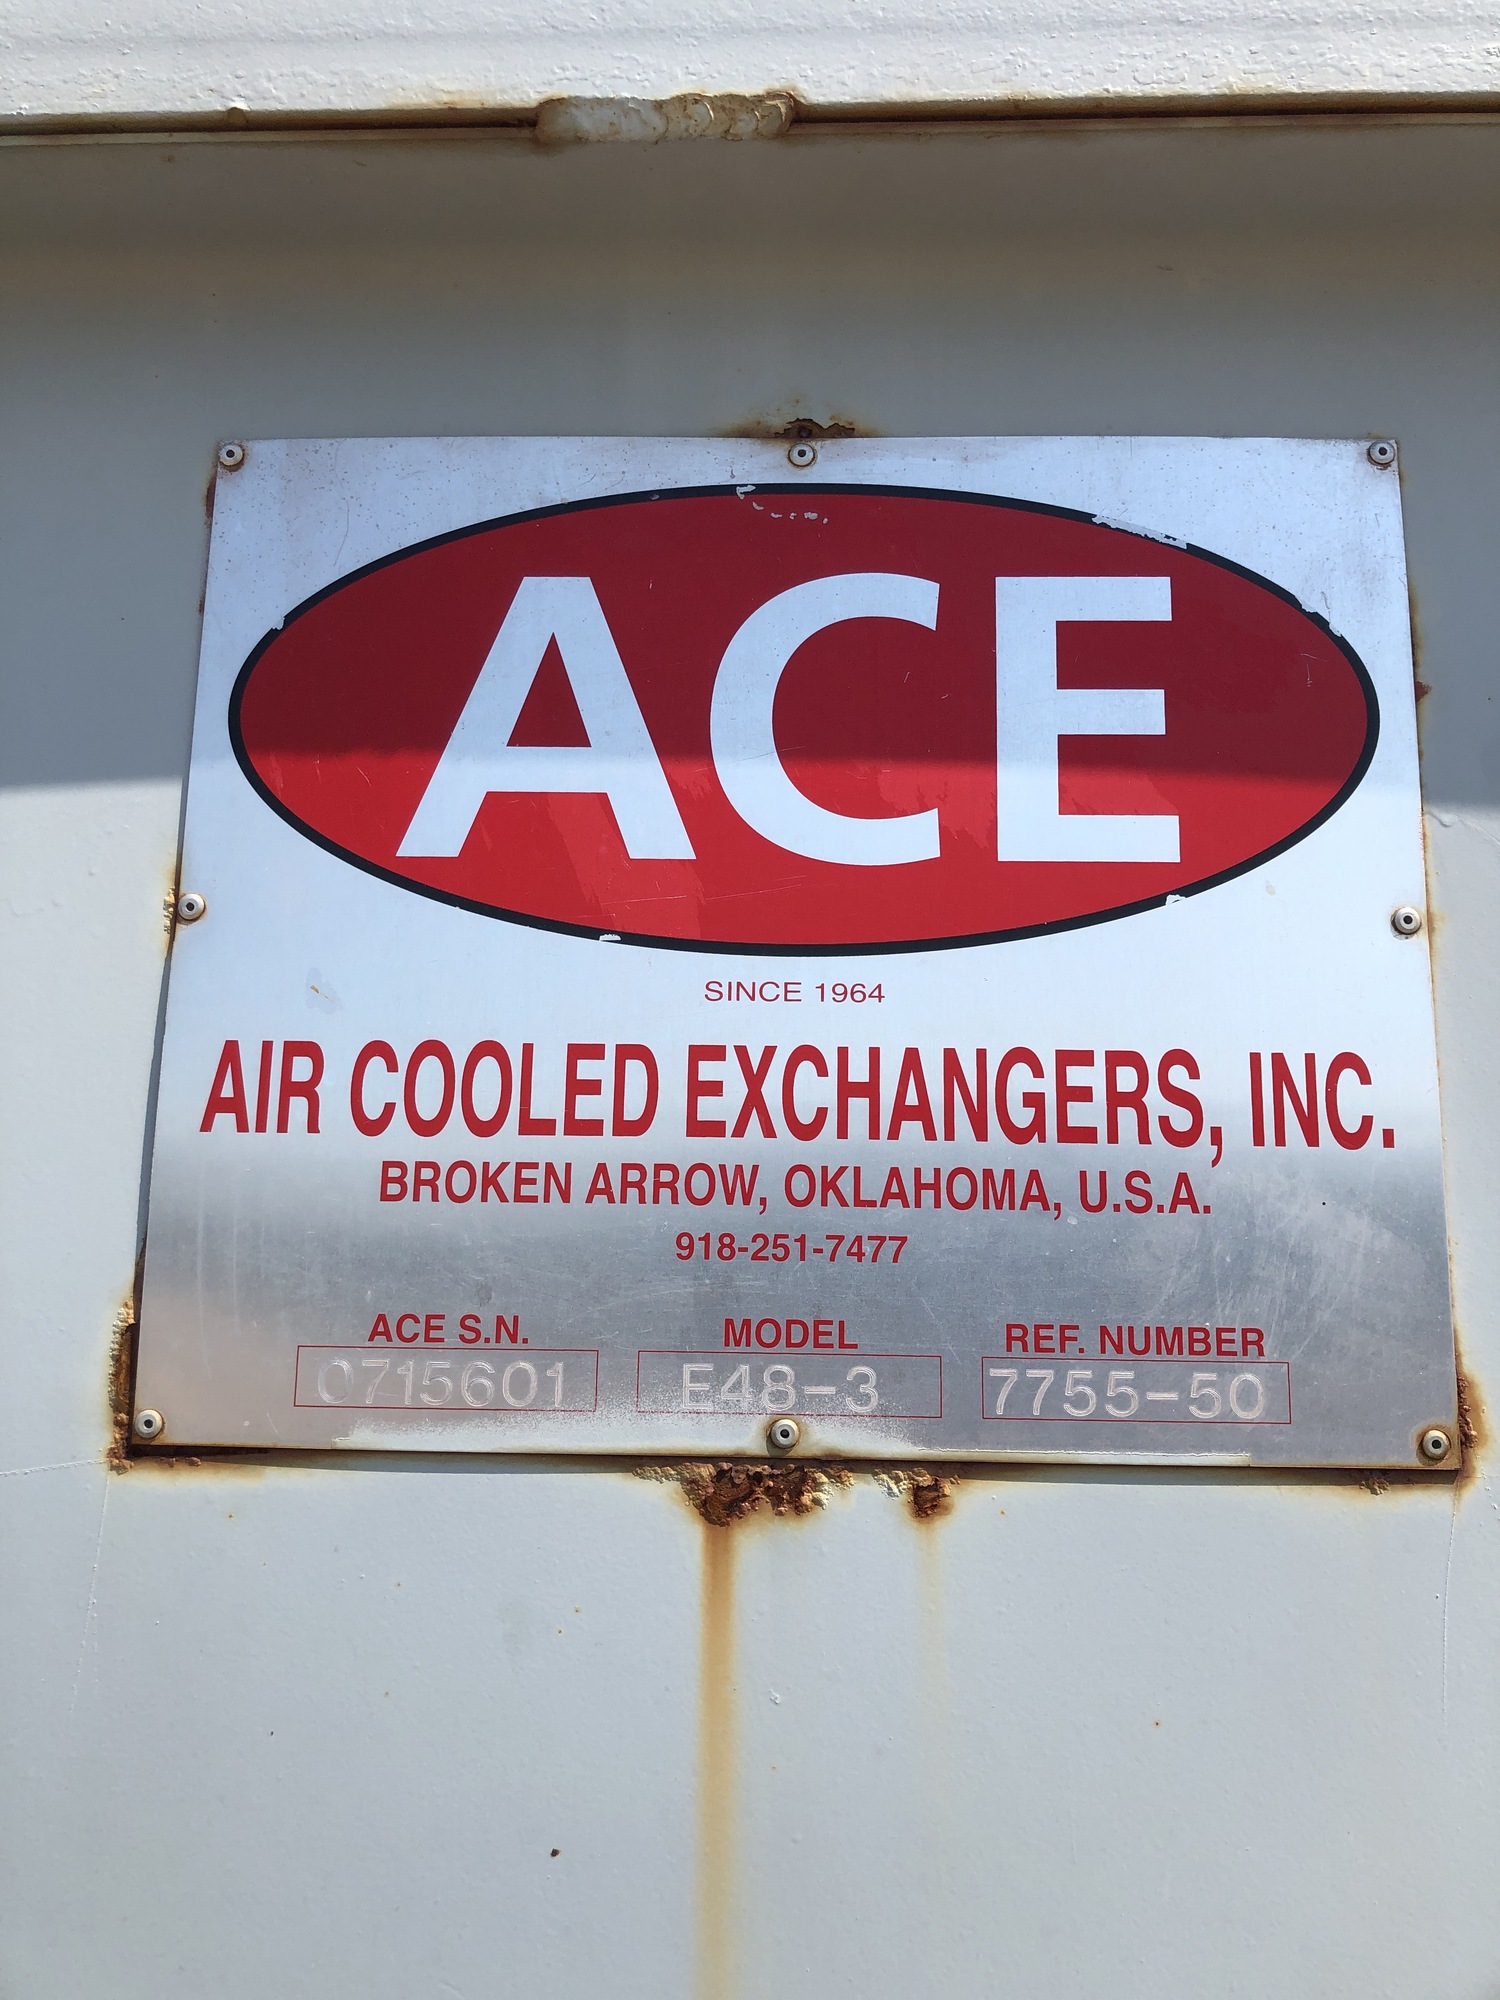 ACE
SINCE 1964
AIR COOLED EXCHANGERS, INC.
BROKEN ARROW, OKLAHOMA, U.S.A.
918-251-7477
ACE S.N. MODEL REF. NUMBER
0715601 E48-3 7755-50